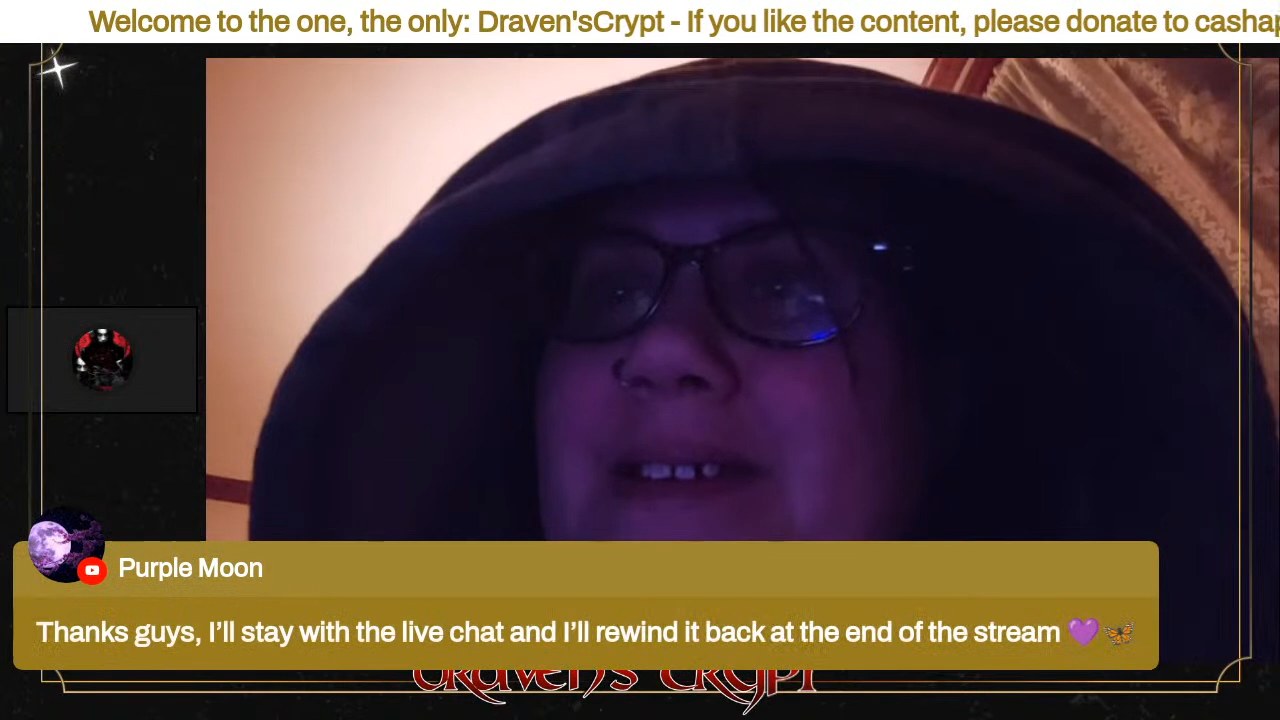 Welcome to the one, the only: Draven'sCrypt - If you like the content, please donate to cashap
Purple Moon
Thanks guys, I’ll stay with the live chat and I’ll rewind it back at the end of the stream 💜🦋
Draven's Crypt